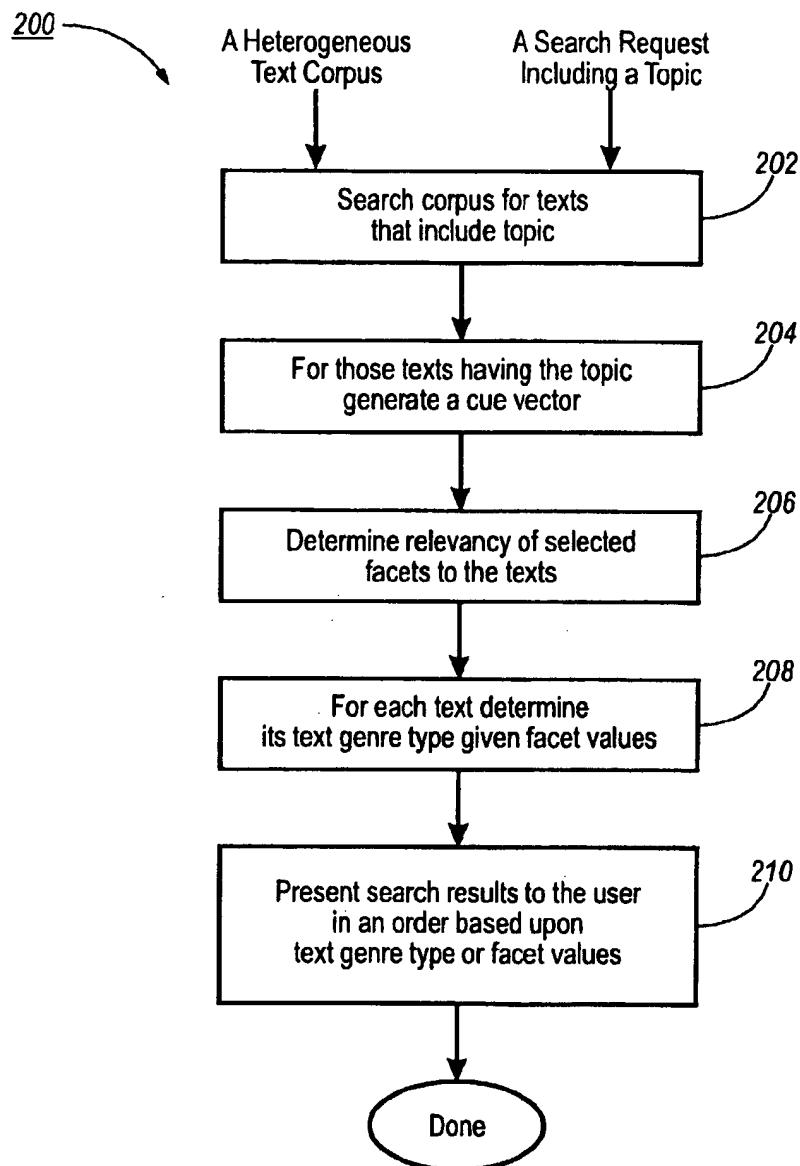 200
A Heterogeneous
Text Corpus
A Search Request
Including a Topic
202
Search corpus for texts
that include topic
204
For those texts having the topic
generate a cue vector
206
Determine relevancy of selected
facets to the texts
208
For each text determine
its text genre type given facet values
210
Present search results to the user
in an order based upon
text genre type or facet values
Done